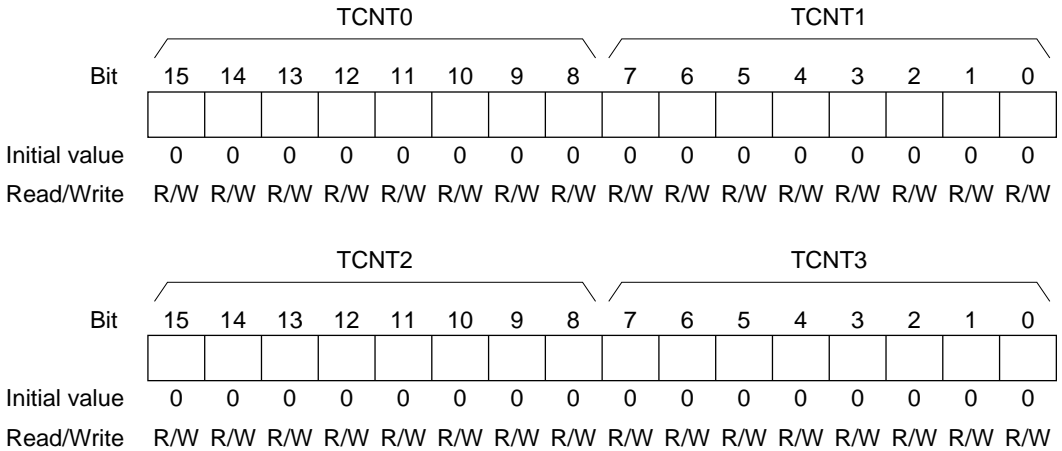 TCNT0 TCNT1
Bit 15 14 13 12 11 10 9 8 7 6 5 4 3 2 1 0
Initial value 0 0 0 0 0 0 0 0 0 0 0 0 0 0 0 0
Read/Write R/W R/W R/W R/W R/W R/W R/W R/W R/W R/W R/W R/W R/W R/W R/W R/W
TCNT2 TCNT3
Bit 15 14 13 12 11 10 9 8 7 6 5 4 3 2 1 0
Initial value 0 0 0 0 0 0 0 0 0 0 0 0 0 0 0 0
Read/Write R/W R/W R/W R/W R/W R/W R/W R/W R/W R/W R/W R/W R/W R/W R/W R/W